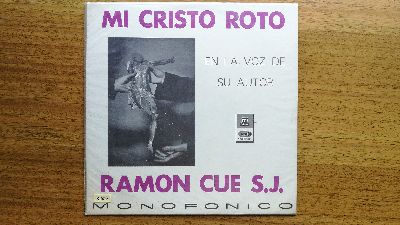 MI CRISTO ROTO
EN LA VOZ DE
SU AUTOR
RAMON CUE S.J.
MONOFONICO